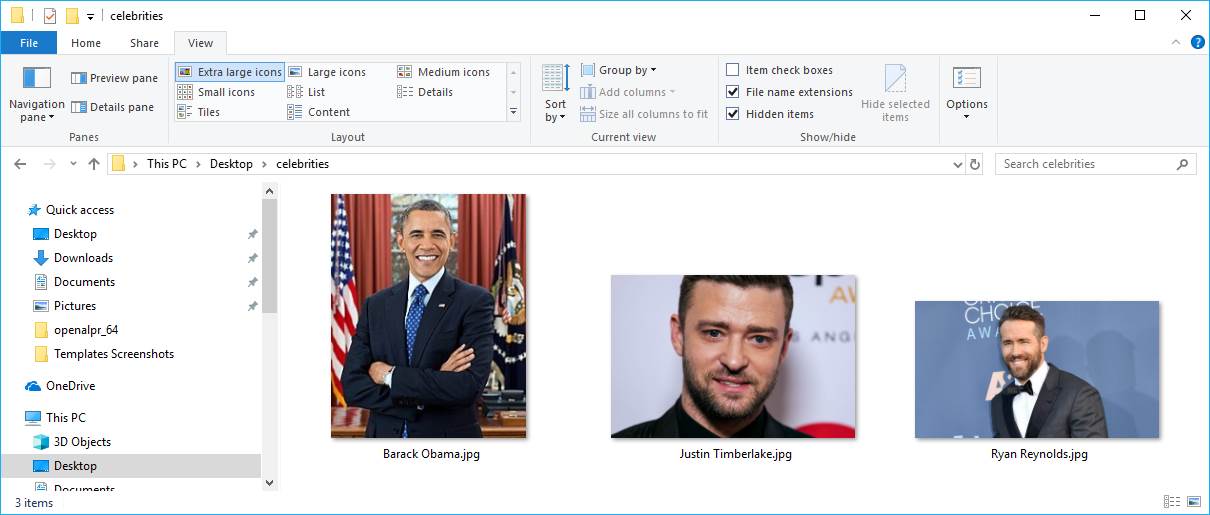 celebrities
File Home Share View
Navigation pane
Preview pane
Details pane
Panes
Extra large icons Large icons Medium icons
Small icons List Details
Tiles Content
Layout
Sort by
Group by
Add columns
Size all columns to fit
Current view
Item check boxes
File name extensions
Hidden items
Hide selected items
Show/hide
Options
This PC > Desktop > celebrities
Search celebrities
Quick access
Desktop
Downloads
Documents
Pictures
openalpr_64
Templates Screenshots
OneDrive
This PC
3D Objects
Desktop
Documents
AW
S ANGE
CHOICE
AWA
Barack Obama.jpg Justin Timberlake.jpg Ryan Reynolds.jpg
3 items